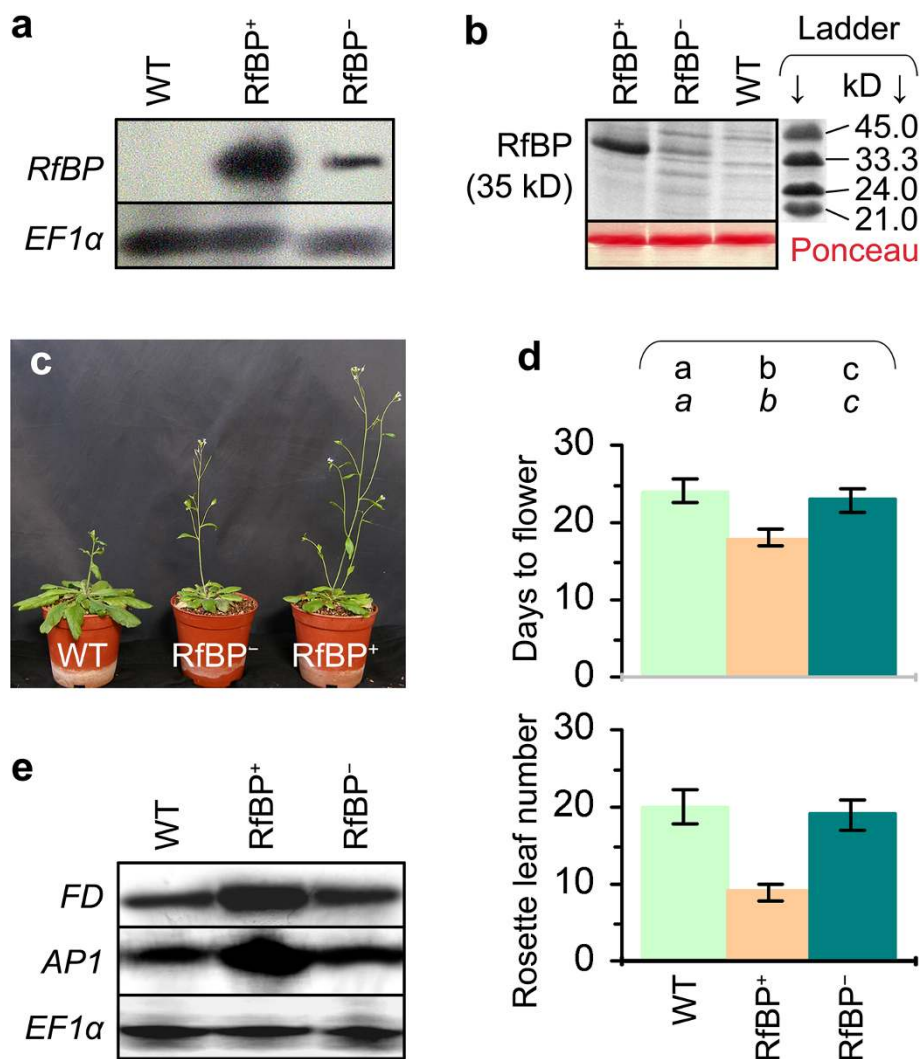 a
WT
RfBP⁺
RfBP⁻
RfBP
EF1α
b
RfBP⁺
RfBP⁻
WT
Ladder
↓ kD ↓
RfBP
(35 kD)
45.0
33.3
24.0
21.0
Ponceau
c
WT
RfBP⁻
RfBP⁺
d
a b c
a b c
Days to flower
30
20
10
0
Rosette leaf number
30
20
10
0
WT
RfBP⁺
RfBP⁻
e
WT
RfBP⁺
RfBP⁻
FD
AP1
EF1α